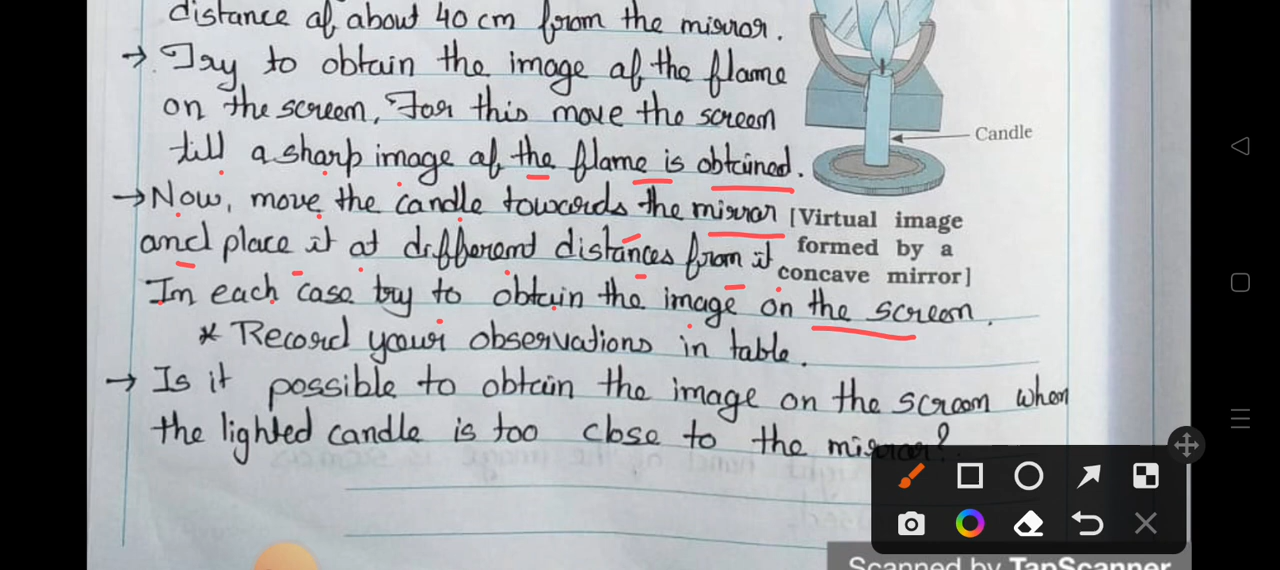 distance of about 40 cm from the mirror.
→ Try to obtain the image of the flame
on the screen, For this move the screen
till a sharp image of the flame is obtained.
→ Now, move the candle towards the mirror
and place it at different distances from it
In each case try to obtain the image on the screen.
* Record your observations in table.
→ Is it possible to obtain the image on the screen when
the lighted candle is too close to the mirror?
Candle
[Virtual image
formed by a
concave mirror]
Scanned by TapScanner